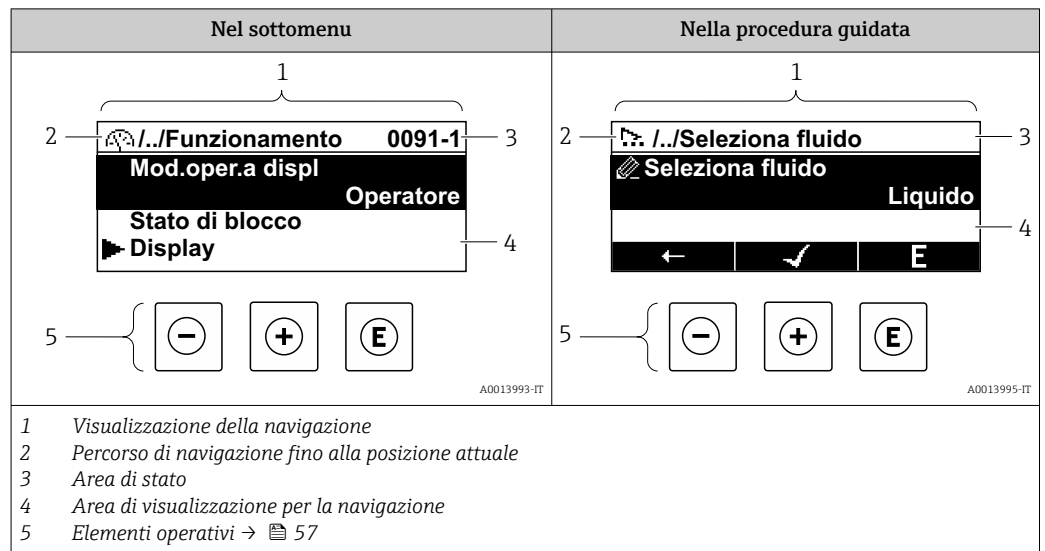 Nel sottomenu
Nella procedura guidata
1
2
/../Funzionamento 0091-1
3
Mod.oper.a displ
Operatore
Stato di blocco
Display
4
5
- + E
A0013993-IT
1
2
/../Seleziona fluido
3
Seleziona fluido
Liquido
4
← ✓ E
5
- + E
A0013995-IT
1 Visualizzazione della navigazione
2 Percorso di navigazione fino alla posizione attuale
3 Area di stato
4 Area di visualizzazione per la navigazione
5 Elementi operativi → 57